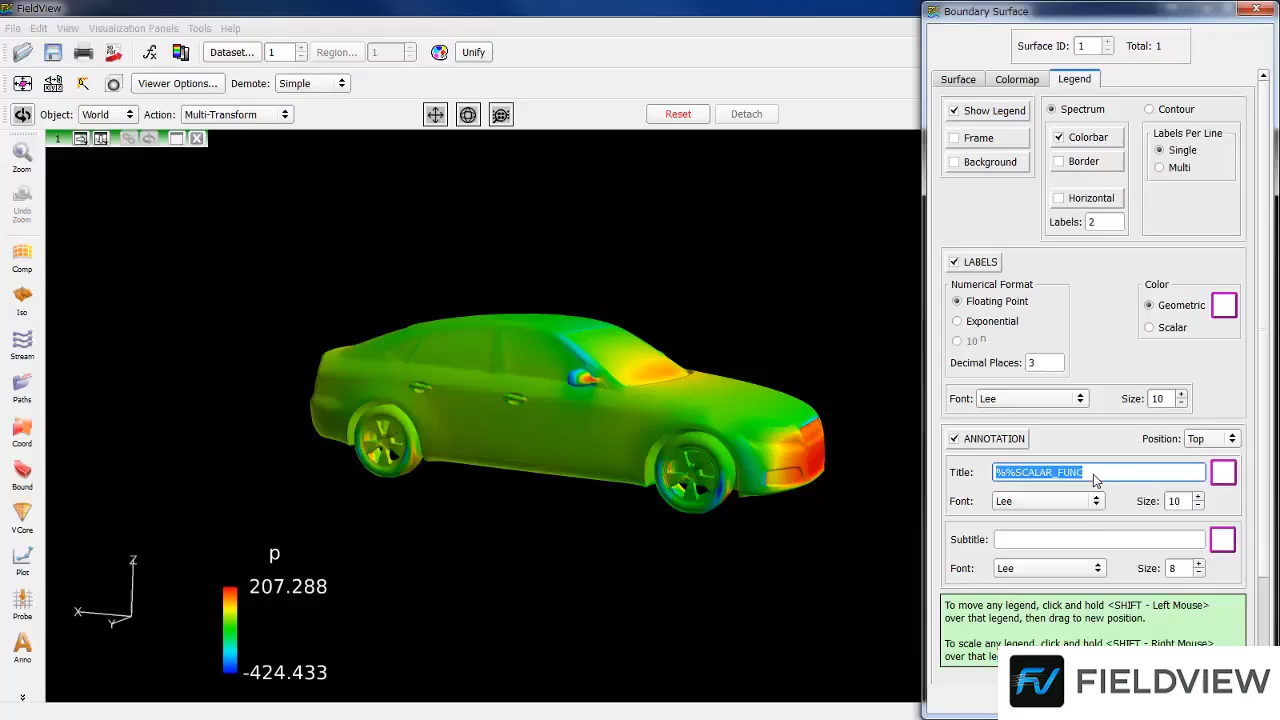 FieldView
File Edit View Visualization Panels Tools Help
Dataset... 1 Region... 1 Unify
Viewer Options... Demote: Simple
Object: World Action: Multi-Transform Reset Detach
1
Zoom
Undo
Zoom
Comp
Iso
Stream
Paths
Coord
Bound
VCore
Plot
Probe
Anno
Z
X
Y
p
207.288
-424.433
Boundary Surface
Surface ID: 1 Total: 1
Surface Colormap Legend
Show Legend
Frame
Background
Spectrum
Colorbar
Border
Horizontal
Labels: 2
Contour
Labels Per Line
Single
Multi
LABELS
Numerical Format
Floating Point
Exponential
10 n
Decimal Places: 3
Color
Geometric
Scalar
Font: Lee Size: 10
ANNOTATION Position: Top
Title: %%SCALAR_FUNC
Font: Lee Size: 10
Subtitle:
Font: Lee Size: 8
To move any legend, click and hold <SHIFT - Left Mouse>
over that legend, then drag to new position.
To scale any legend, click and hold <SHIFT - Right Mouse>
over that
FIELDVIEW